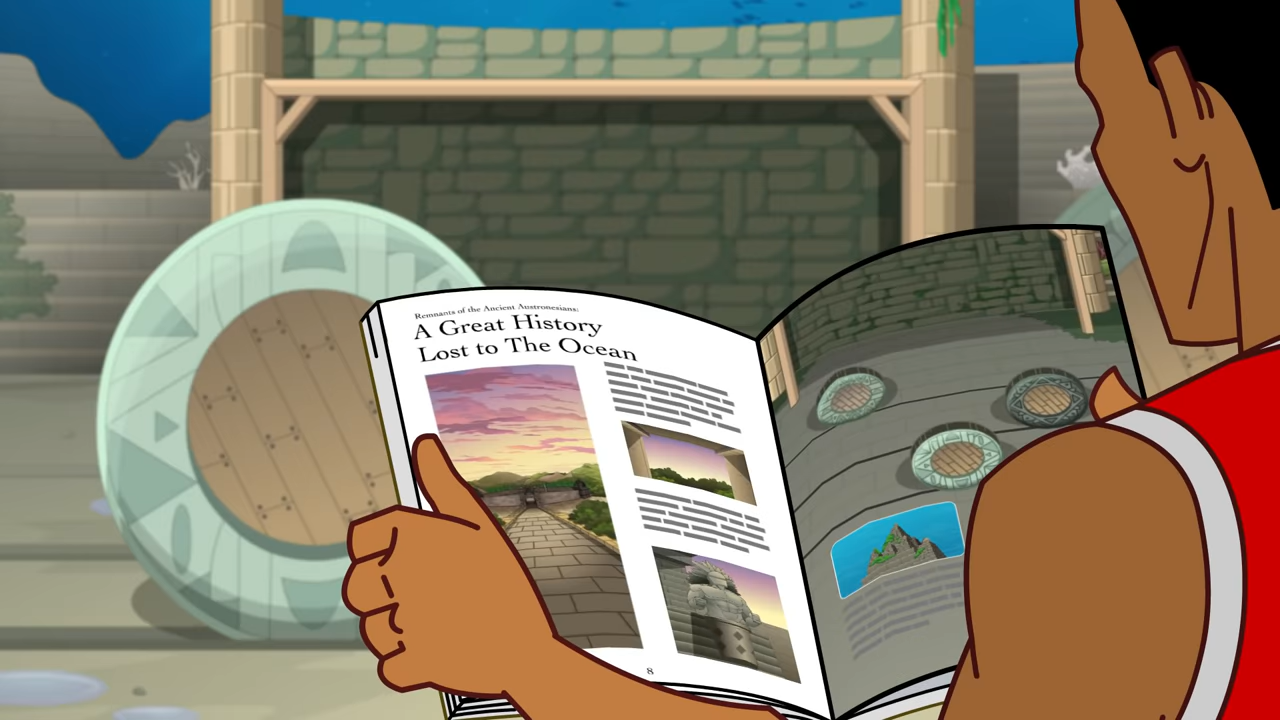 Remnants of the Ancient Austronesians:
A Great History
Lost to The Ocean
8